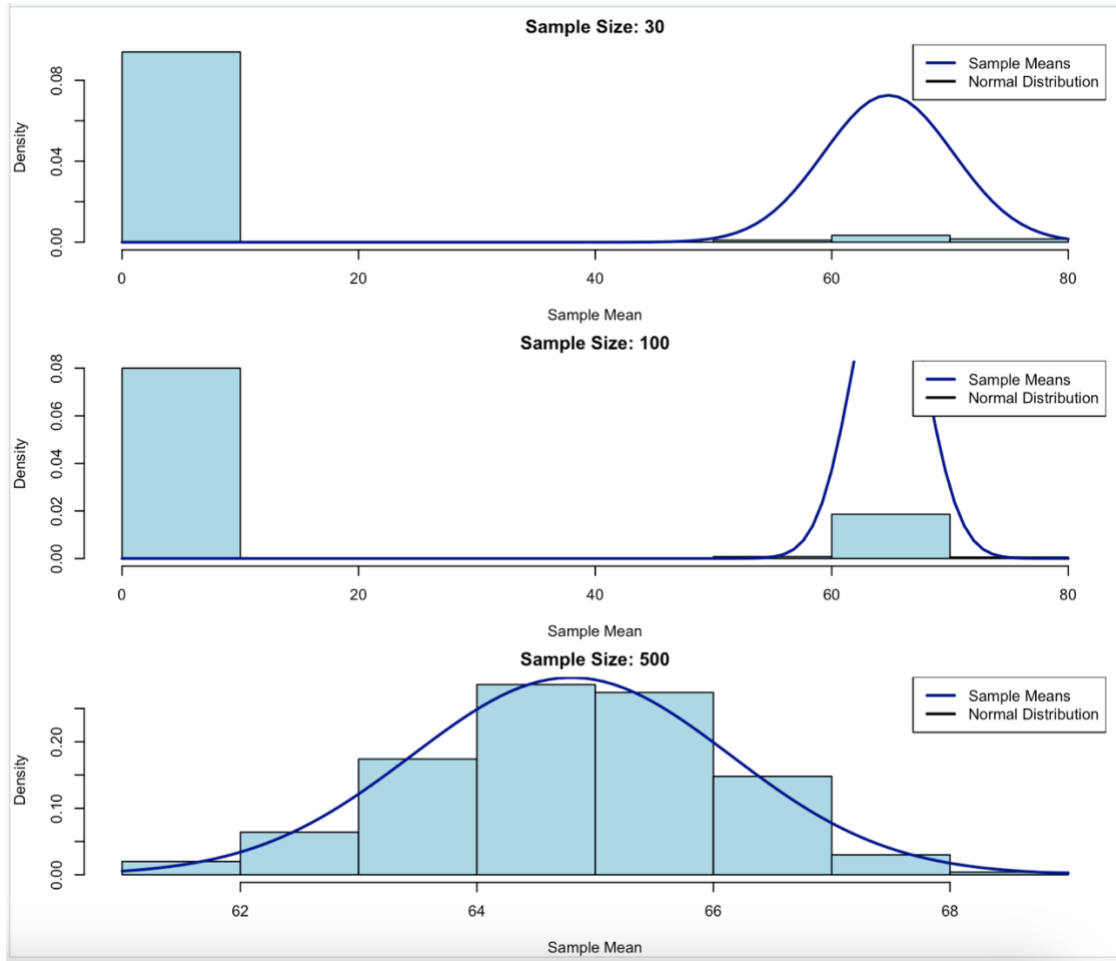 Sample Size: 30
Sample Means
Normal Distribution
Density
0.00
0.04
0.08
0
20
40
60
80
Sample Mean
Sample Size: 100
Sample Means
Normal Distribution
Density
0.00
0.02
0.04
0.06
0.08
0
20
40
60
80
Sample Mean
Sample Size: 500
Sample Means
Normal Distribution
Density
0.00
0.10
0.20
62
64
66
68
Sample Mean